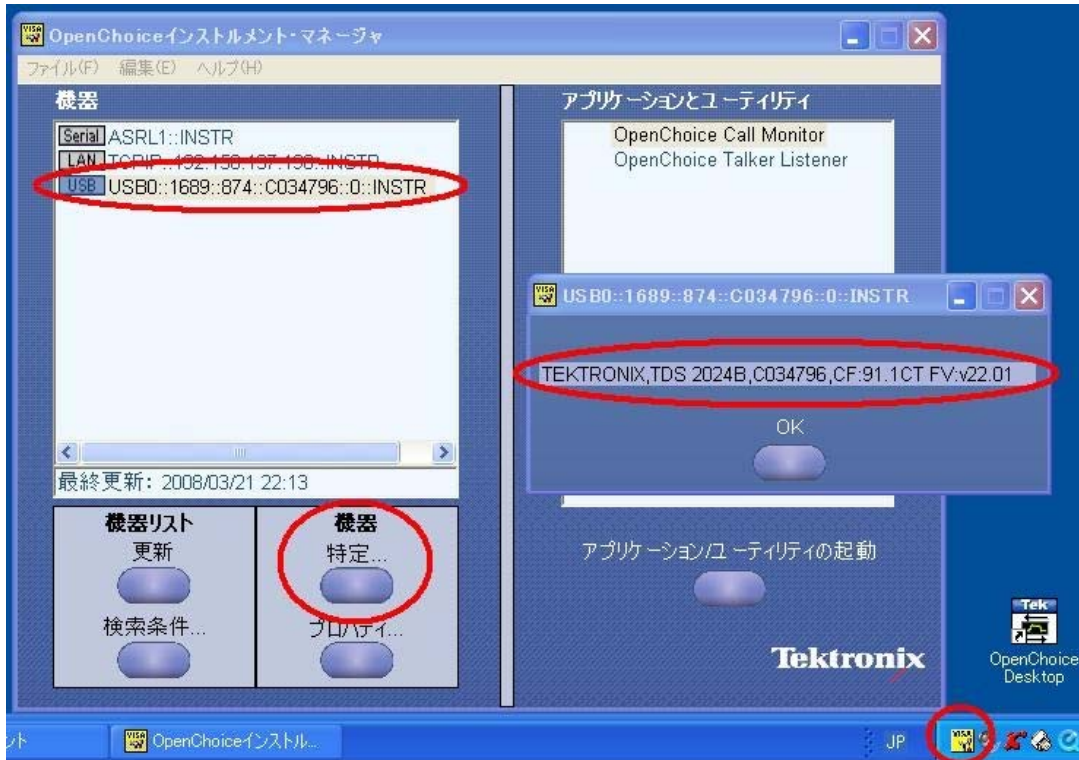 OpenChoiceインストルメント・マネージャ
ファイル(F) 編集(E) ヘルプ(H)
機器
Serial ASRL1::INSTR
LAN
USB USB0::1689::874::C034796::0::INSTR
最終更新: 2008/03/21 22:13
機器リスト
更新
検索条件...
機器
特定...
プロパティ...
アプリケーションとユーティリティ
OpenChoice Call Monitor
OpenChoice Talker Listener
VISA
USB0::1689::874::C034796::0::INSTR
TEKTRONIX,TDS 2024B,C034796,CF:91.1CT FV:v22.01
OK
アプリケーション/ユーティリティの起動
Tektronix
Tek
OpenChoice
Desktop
ント
VISA
OpenChoiceインストル...
JP
VISA